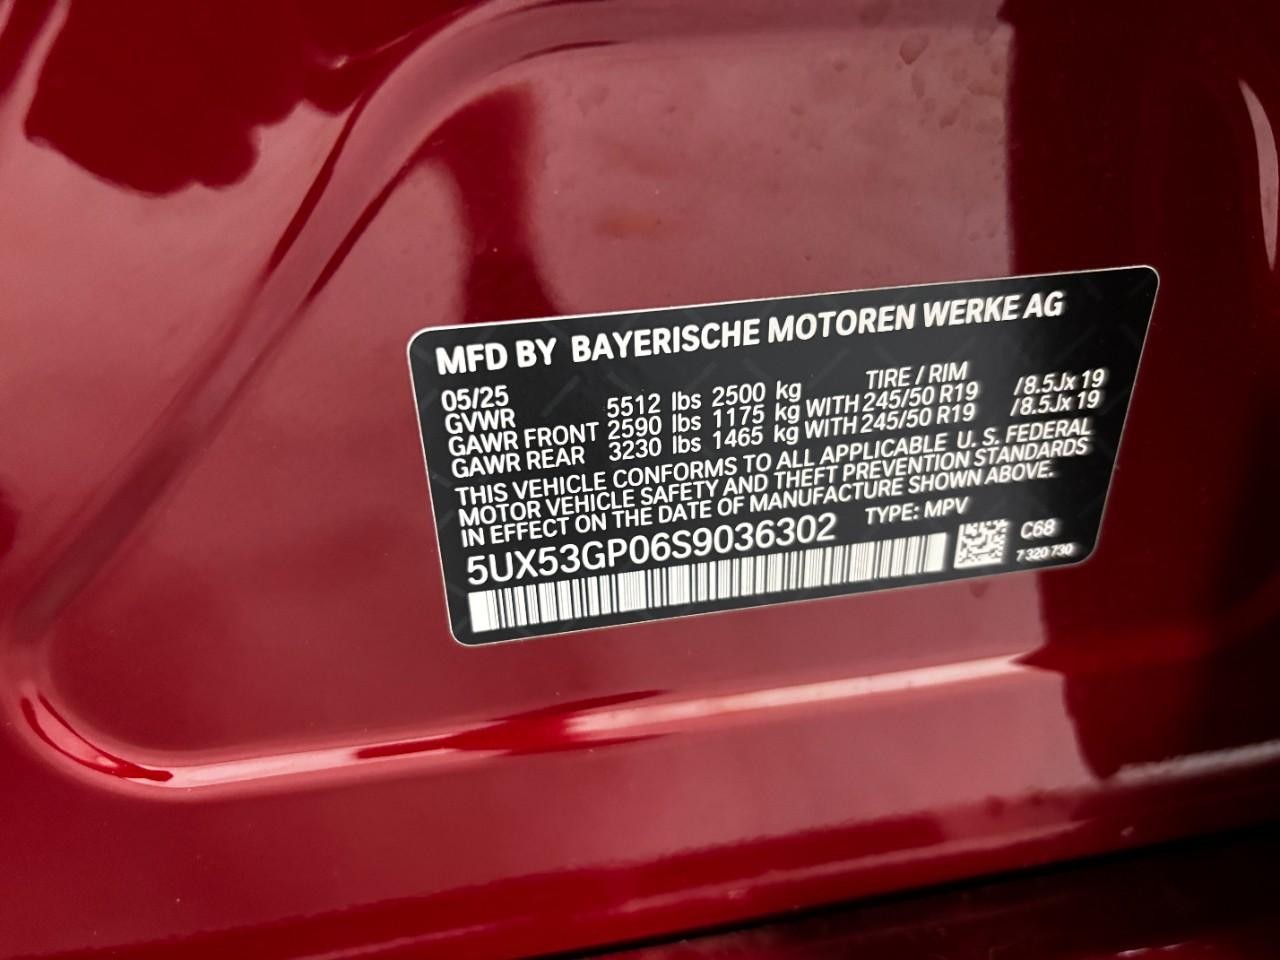 MFD BY BAYERISCHE MOTOREN WERKE AG
05/25 TIRE / RIM
GVWR 5512 lbs 2500 kg
GAWR FRONT 2590 lbs 1175 kg WITH 245/50 R19 /8.5Jx 19
GAWR REAR 3230 lbs 1465 kg WITH 245/50 R19 /8.5Jx 19
THIS VEHICLE CONFORMS TO ALL APPLICABLE U. S. FEDERAL
MOTOR VEHICLE SAFETY AND THEFT PREVENTION STANDARDS
IN EFFECT ON THE DATE OF MANUFACTURE SHOWN ABOVE.
5UX53GP06S9036302 TYPE: MPV
C68
7 320 730